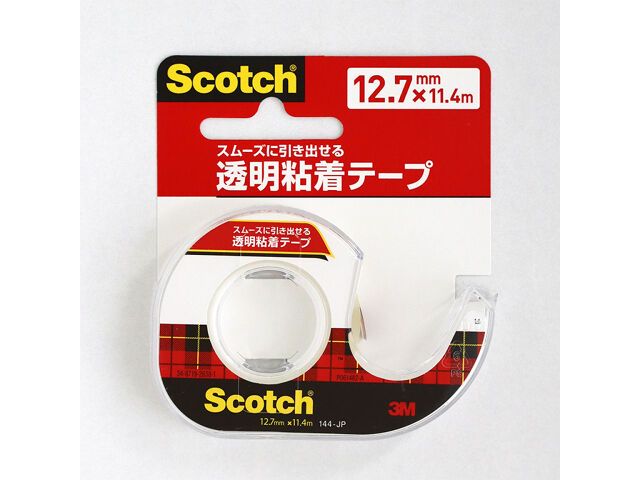 Scotch®
12.7mm×11.4m
スムーズに引き出せる
透明粘着テープ
スムーズに引き出せる
透明粘着テープ
Scotch®
3M
12.7mm×11.4m 144-JP